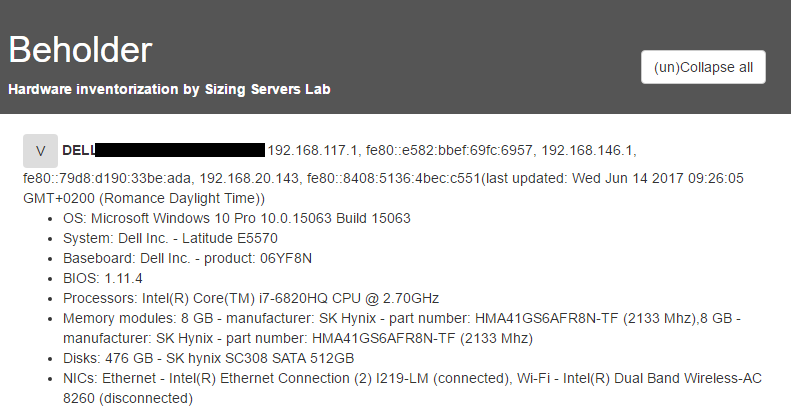 Beholder
(un)Collapse all
Hardware inventorization by Sizing Servers Lab
V DELL 192.168.117.1, fe80::e582:bbef:69fc:6957, 192.168.146.1,
fe80::79d8:d190:33be:ada, 192.168.20.143, fe80::8408:5136:4bec:c551(last updated: Wed Jun 14 2017 09:26:05
GMT+0200 (Romance Daylight Time))
• OS: Microsoft Windows 10 Pro 10.0.15063 Build 15063
• System: Dell Inc. - Latitude E5570
• Baseboard: Dell Inc. - product: 06YF8N
• BIOS: 1.11.4
• Processors: Intel(R) Core(TM) i7-6820HQ CPU @ 2.70GHz
• Memory modules: 8 GB - manufacturer: SK Hynix - part number: HMA41GS6AFR8N-TF (2133 Mhz),8 GB -
manufacturer: SK Hynix - part number: HMA41GS6AFR8N-TF (2133 Mhz)
• Disks: 476 GB - SK hynix SC308 SATA 512GB
• NICs: Ethernet - Intel(R) Ethernet Connection (2) I219-LM (connected), Wi-Fi - Intel(R) Dual Band Wireless-AC
8260 (disconnected)